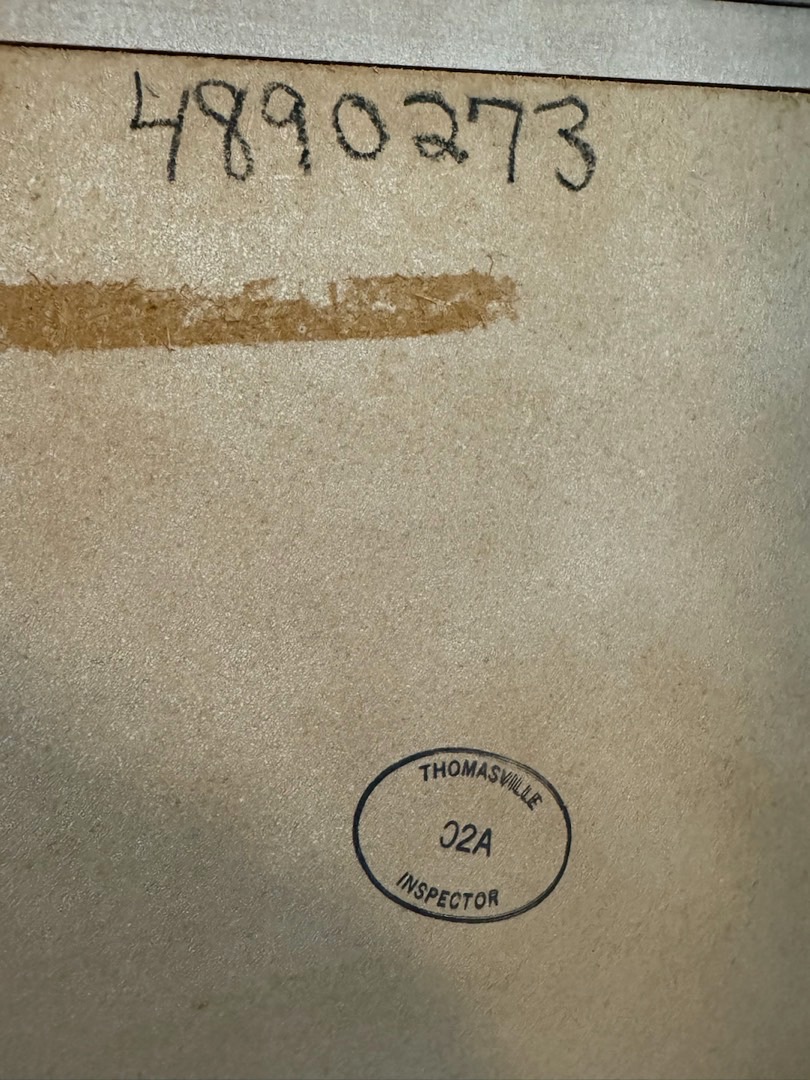 4890273
THOMASVILLE
02A
INSPECTOR